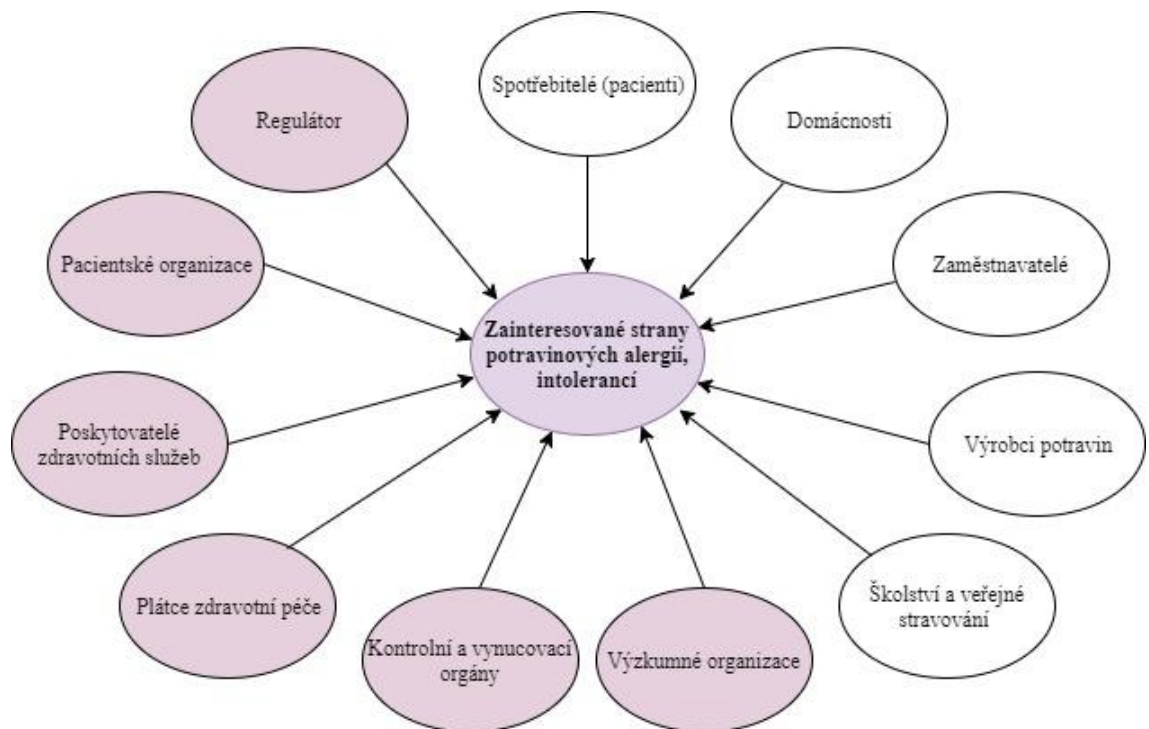 Spotřebitelé (pacienti)
Regulátor
Domácnosti
Pacientské organizace
Zaměstnavatelé
Zainteresované strany
potravinových alergií,
intolerancí
Poskytovatelé
zdravotních služeb
Výrobci potravin
Plátce zdravotní péče
Školství a veřejné
stravování
Kontrolní a vynucovací
orgány
Výzkumné organizace